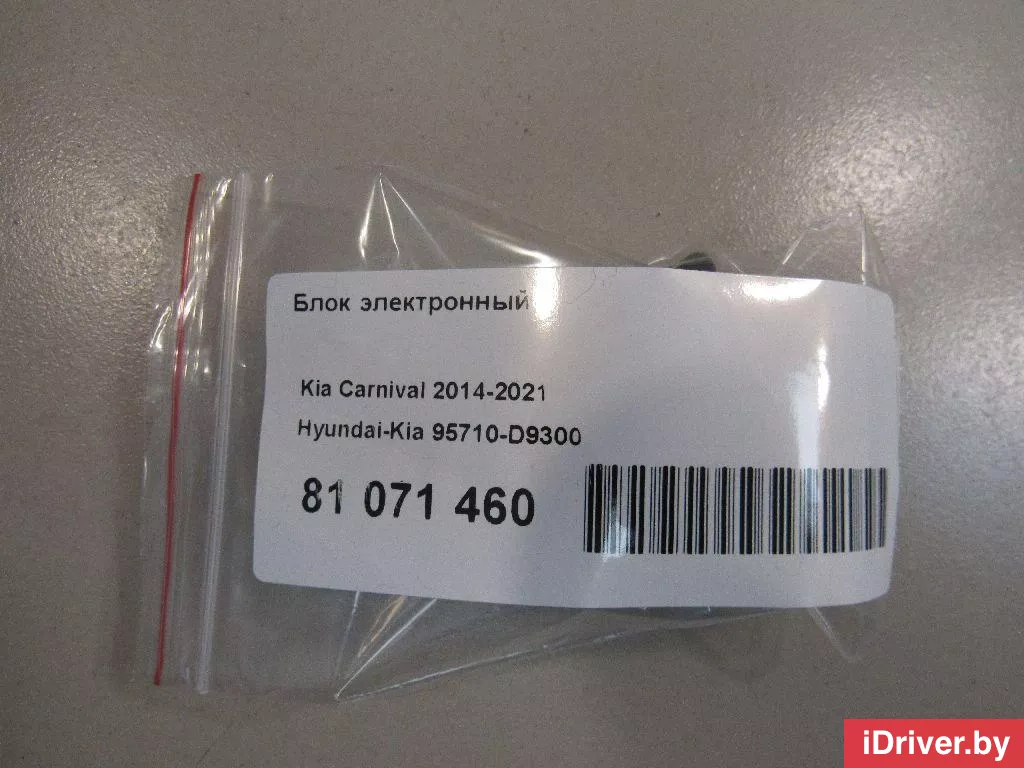 Блок электронный
Kia Carnival 2014-2021
Hyundai-Kia 95710-D9300
81 071 460
iDriver.by